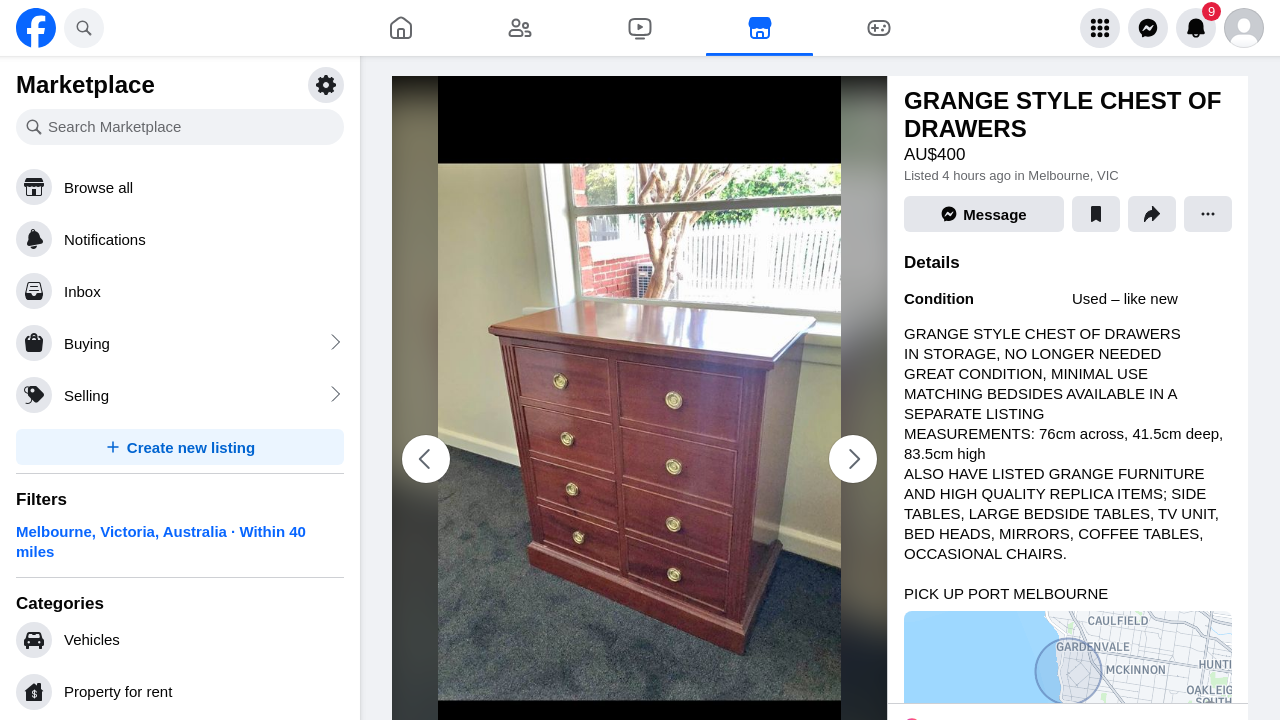 9
Marketplace
Search Marketplace
Browse all
Notifications
Inbox
Buying
Selling
Create new listing
Filters
Melbourne, Victoria, Australia · Within 40
miles
Categories
Vehicles
Property for rent
GRANGE STYLE CHEST OF
DRAWERS
AU$400
Listed 4 hours ago in Melbourne, VIC
Message
Details
Condition Used – like new
GRANGE STYLE CHEST OF DRAWERS
IN STORAGE, NO LONGER NEEDED
GREAT CONDITION, MINIMAL USE
MATCHING BEDSIDES AVAILABLE IN A
SEPARATE LISTING
MEASUREMENTS: 76cm across, 41.5cm deep,
83.5cm high
ALSO HAVE LISTED GRANGE FURNITURE
AND HIGH QUALITY REPLICA ITEMS; SIDE
TABLES, LARGE BEDSIDE TABLES, TV UNIT,
BED HEADS, MIRRORS, COFFEE TABLES,
OCCASIONAL CHAIRS.
PICK UP PORT MELBOURNE
CAULFIELD
GARDENVALE
MCKINNON
HUNTI
OAKLEIG
SOUTH